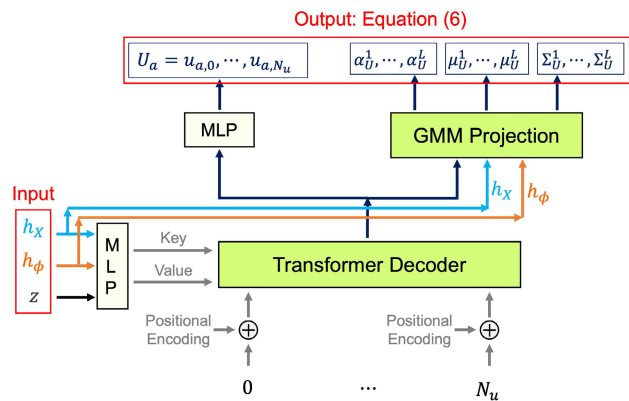 Output: Equation (6)
U_a = u_{a,0}, ⋯, u_{a,N_u}
α_U^1, ⋯, α_U^L
μ_U^1, ⋯, μ_U^L
Σ_U^1, ⋯, Σ_U^L
MLP
GMM Projection
Input
h_X
h_ϕ
h_X
h_ϕ
z
MLP
Key
Value
Transformer Decoder
Positional
Encoding
Positional
Encoding
0 ⋯ N_u